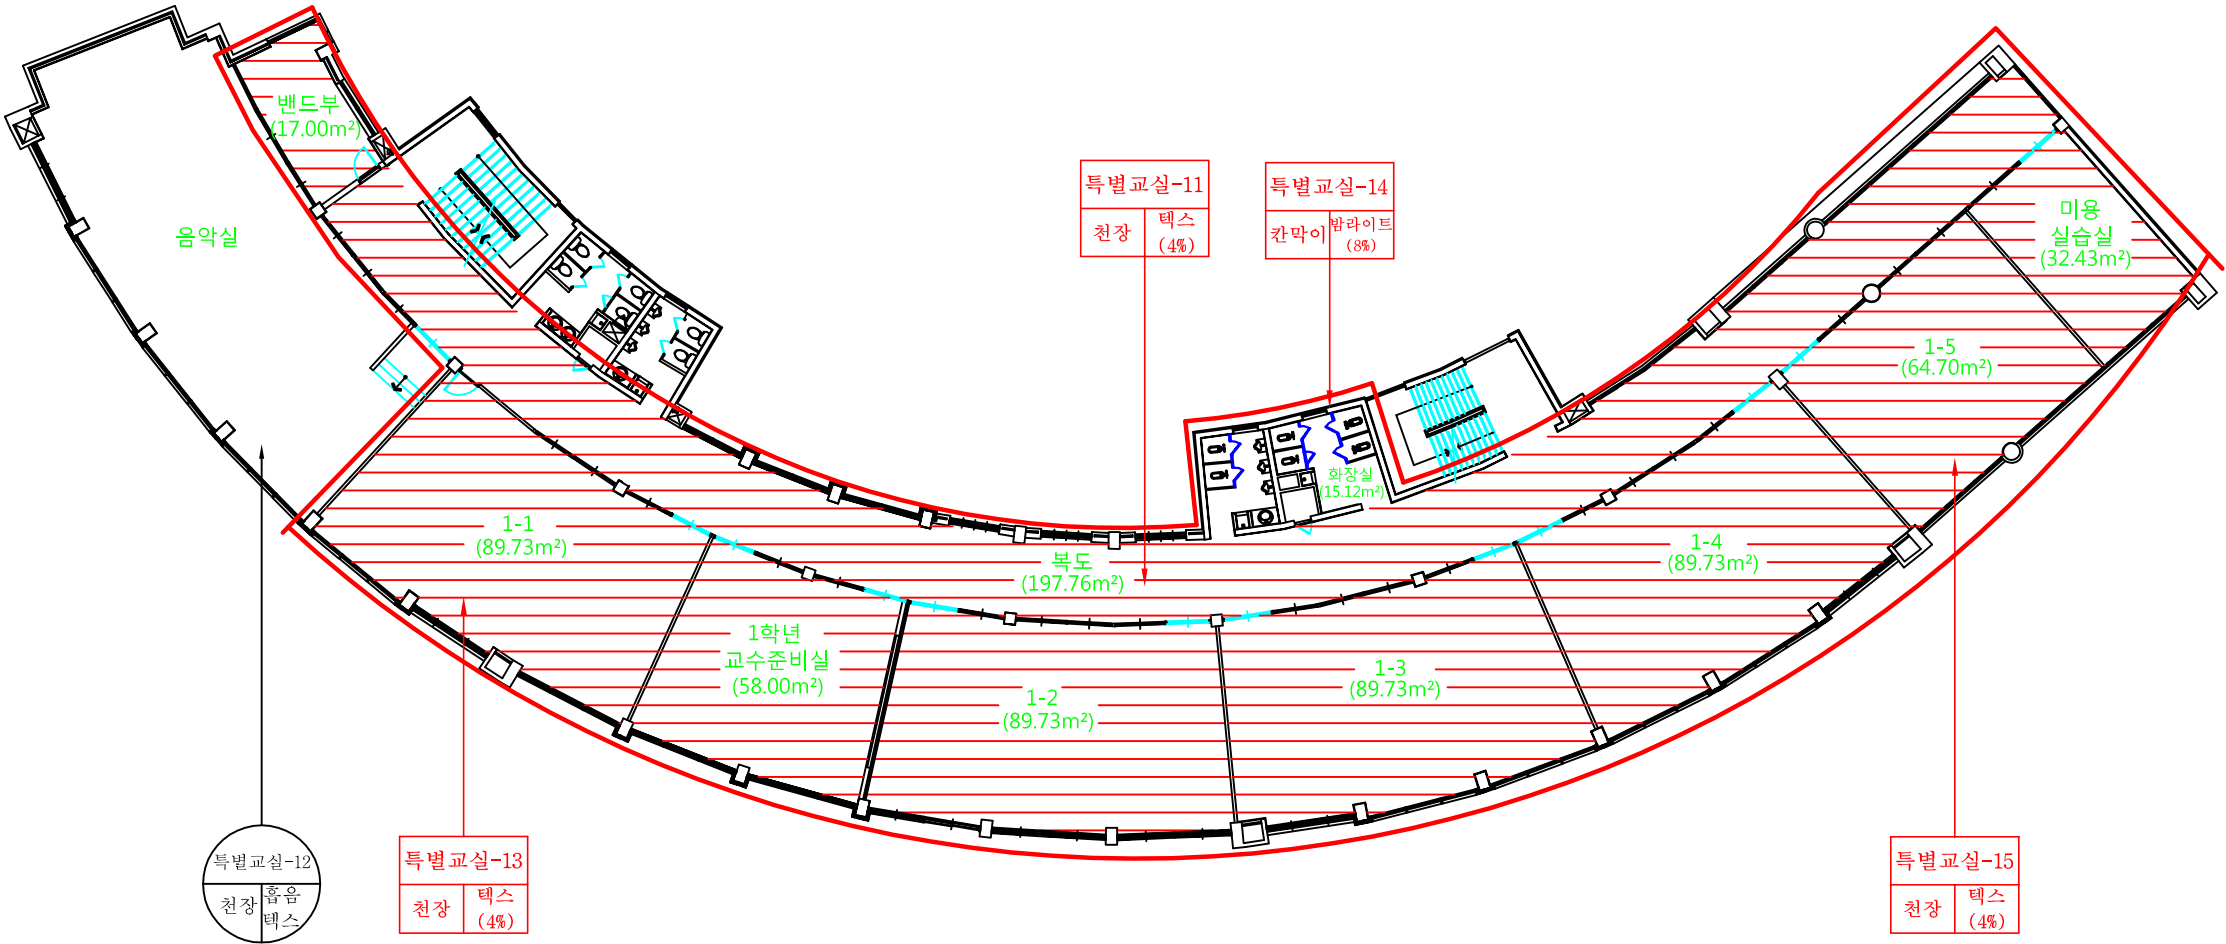 밴드부
(17.00m²)
음악실
특별교실-11
천장
텍스
(4%)
특별교실-14
칸막이
밤라이트
(8%)
미용
실습실
(32.43m²)
1-5
(64.70m²)
화장실
(15.12m²)
1-1
(89.73m²)
복도
(197.76m²)
1-4
(89.73m²)
1학년
교수준비실
(58.00m²)
1-2
(89.73m²)
1-3
(89.73m²)
특별교실-12
천장
흡음
텍스
특별교실-13
천장
텍스
(4%)
특별교실-15
천장
텍스
(4%)